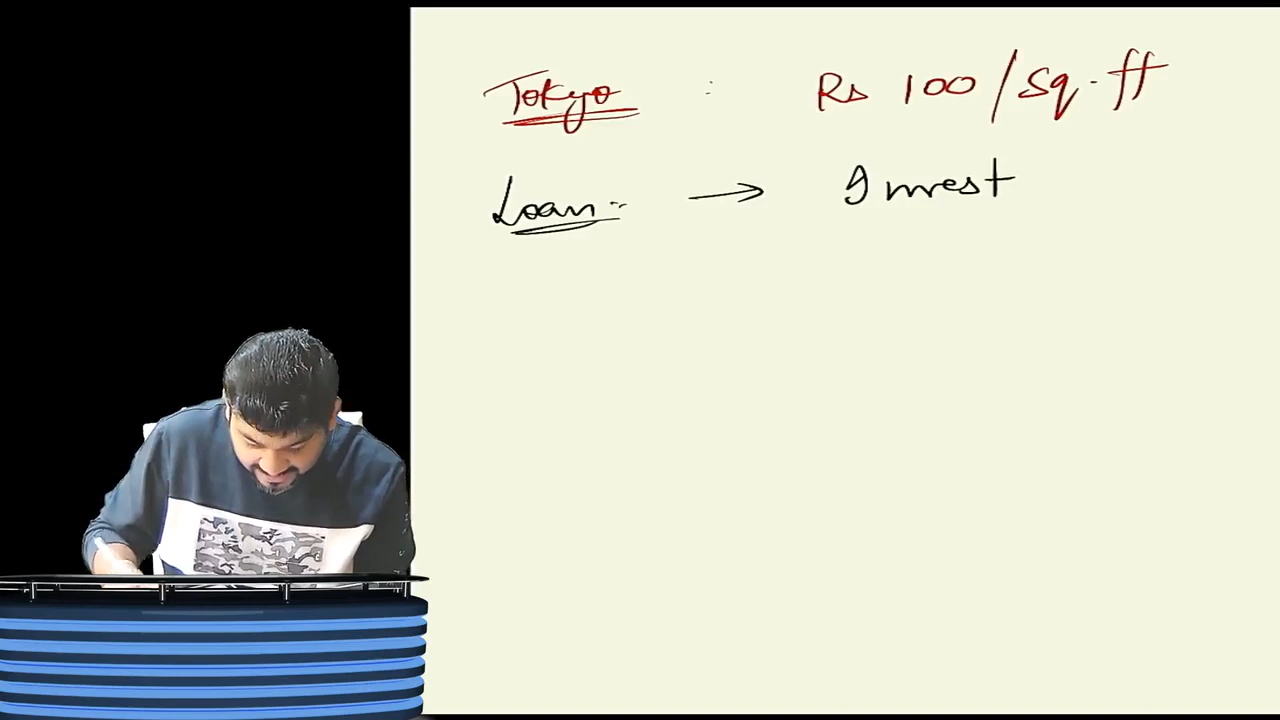 Tokyo : Rs 100/sq.ft
Loan :- → Invest